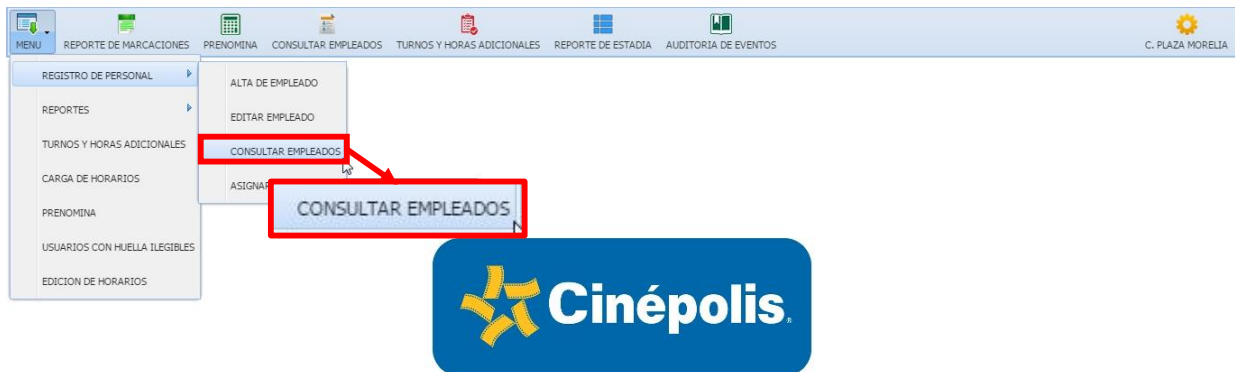 MENU
REPORTE DE MARCACIONES
PRENOMINA
CONSULTAR EMPLEADOS
TURNOS Y HORAS ADICIONALES
REPORTE DE ESTADIA
AUDITORIA DE EVENTOS
C. PLAZA MORELIA
REGISTRO DE PERSONAL
REPORTES
TURNOS Y HORAS ADICIONALES
CARGA DE HORARIOS
PRENOMINA
USUARIOS CON HUELLA ILEGIBLES
EDICION DE HORARIOS
ALTA DE EMPLEADO
EDITAR EMPLEADO
CONSULTAR EMPLEADOS
CONSULTAR EMPLEADOS
Cinépolis